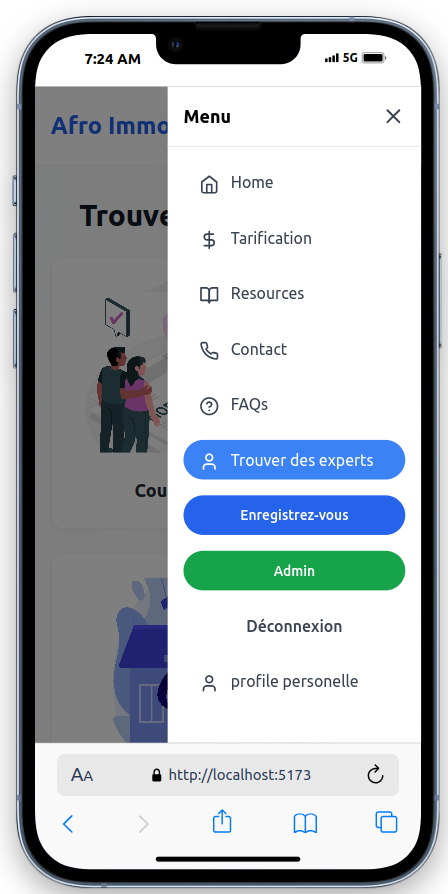 7:24 AM
5G
Afro Immo
Menu
Trouve
Home
Tarification
Resources
Contact
FAQs
Cou
Trouver des experts
Enregistrez-vous
Admin
Déconnexion
profile personelle
AA
http://localhost:5173